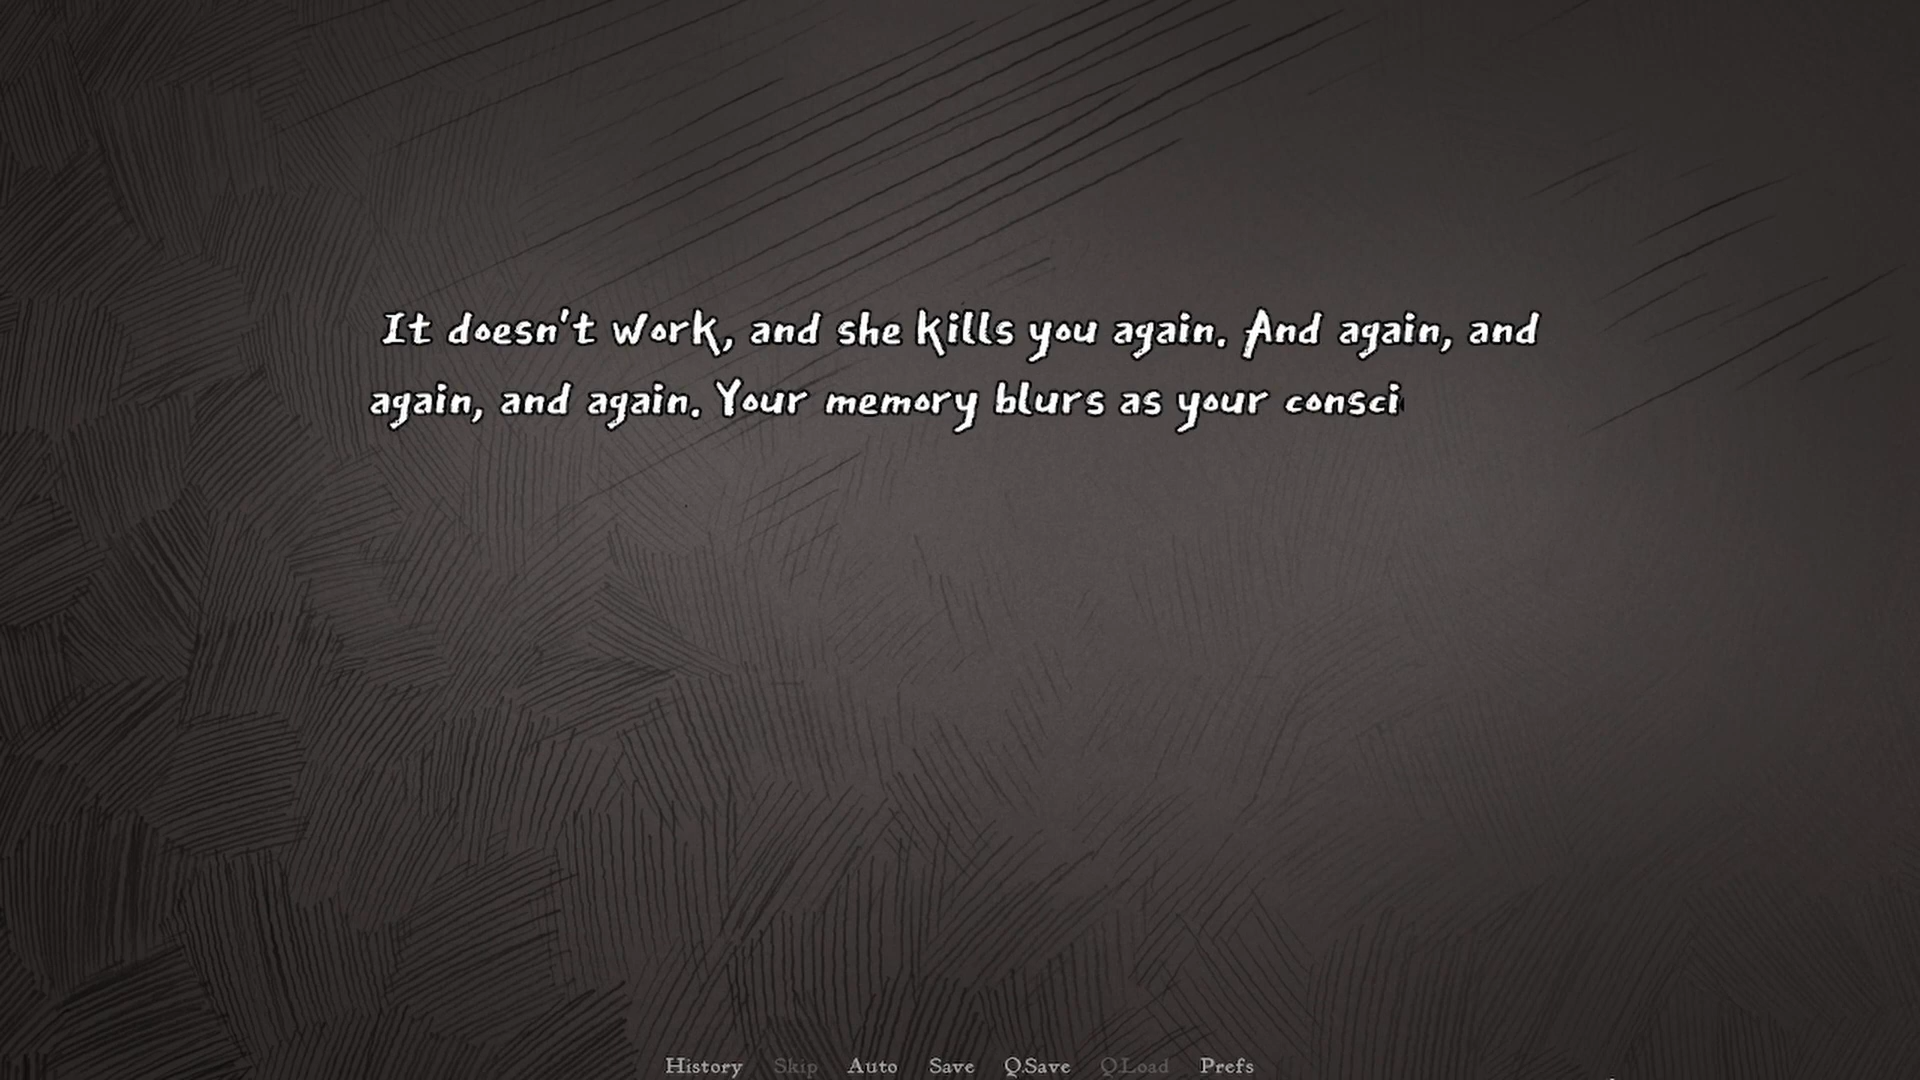 It doesn't work, and she kills you again. And again, and
again, and again. Your memory blurs as your consci
History Skip Auto Save Q.Save Q.Load Prefs